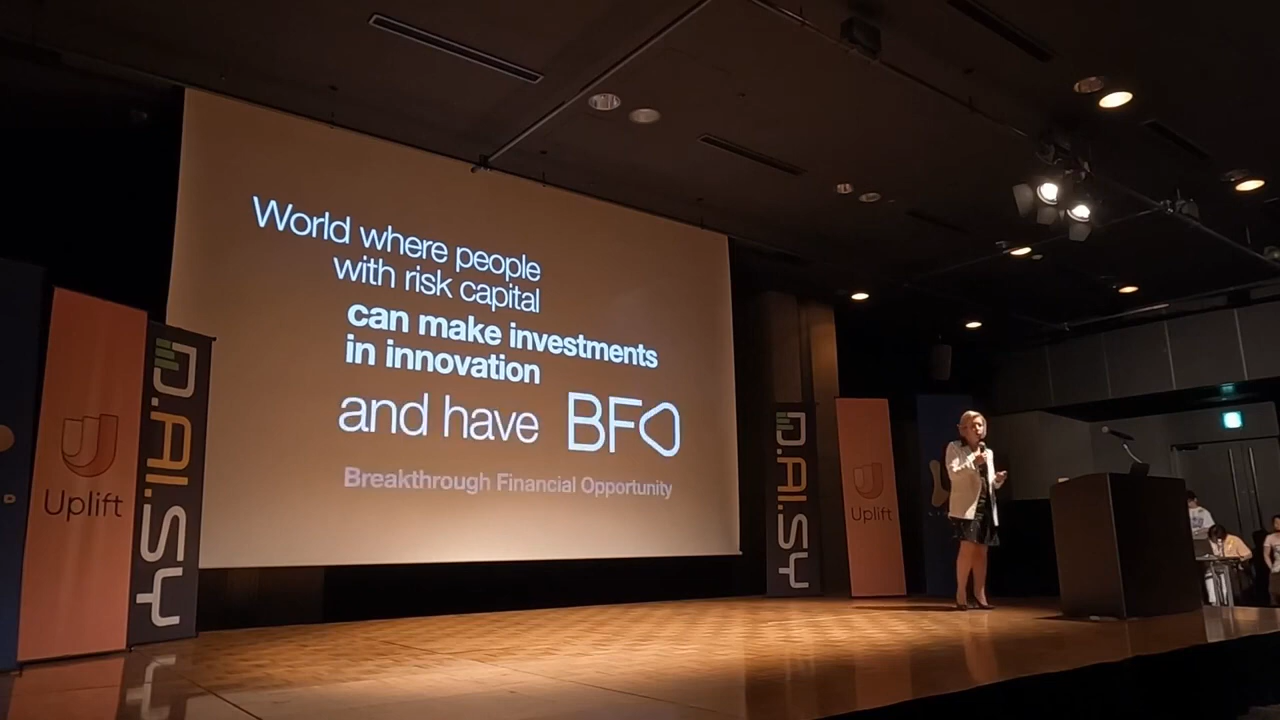 World where people
with risk capital
can make investments
in innovation
and have BFO
Breakthrough Financial Opportunity
Uplift
D.AI.SY
D.AI.SY
Uplift